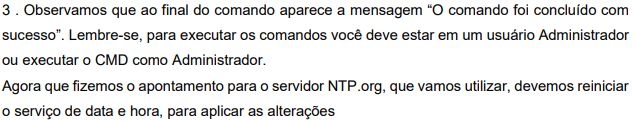 3 . Observamos que ao final do comando aparece a mensagem “O comando foi concluído com
sucesso”. Lembre-se, para executar os comandos você deve estar em um usuário Administrador
ou executar o CMD como Administrador.
Agora que fizemos o apontamento para o servidor NTP.org, que vamos utilizar, devemos reiniciar
o serviço de data e hora, para aplicar as alterações